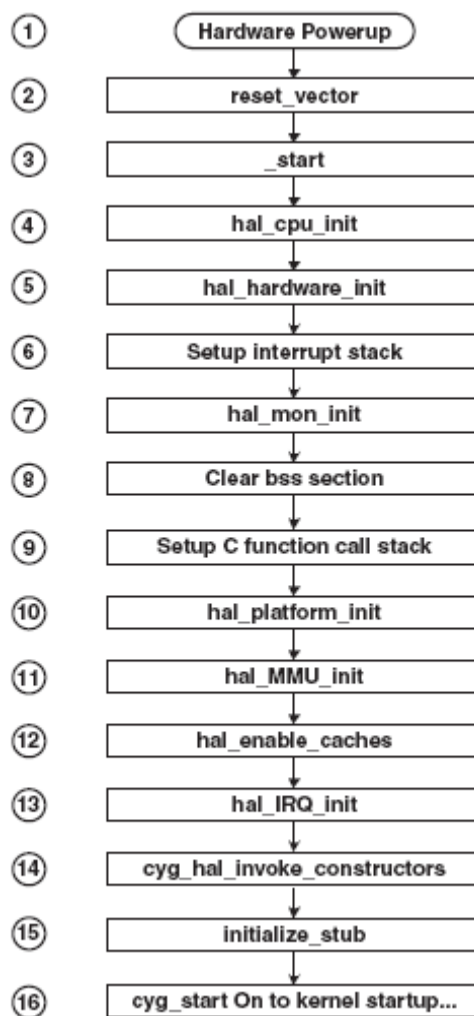 1 Hardware Powerup
2 reset_vector
3 _start
4 hal_cpu_init
5 hal_hardware_init
6 Setup interrupt stack
7 hal_mon_init
8 Clear bss section
9 Setup C function call stack
10 hal_platform_init
11 hal_MMU_init
12 hal_enable_caches
13 hal_IRQ_init
14 cyg_hal_invoke_constructors
15 initialize_stub
16 cyg_start On to kernel startup...